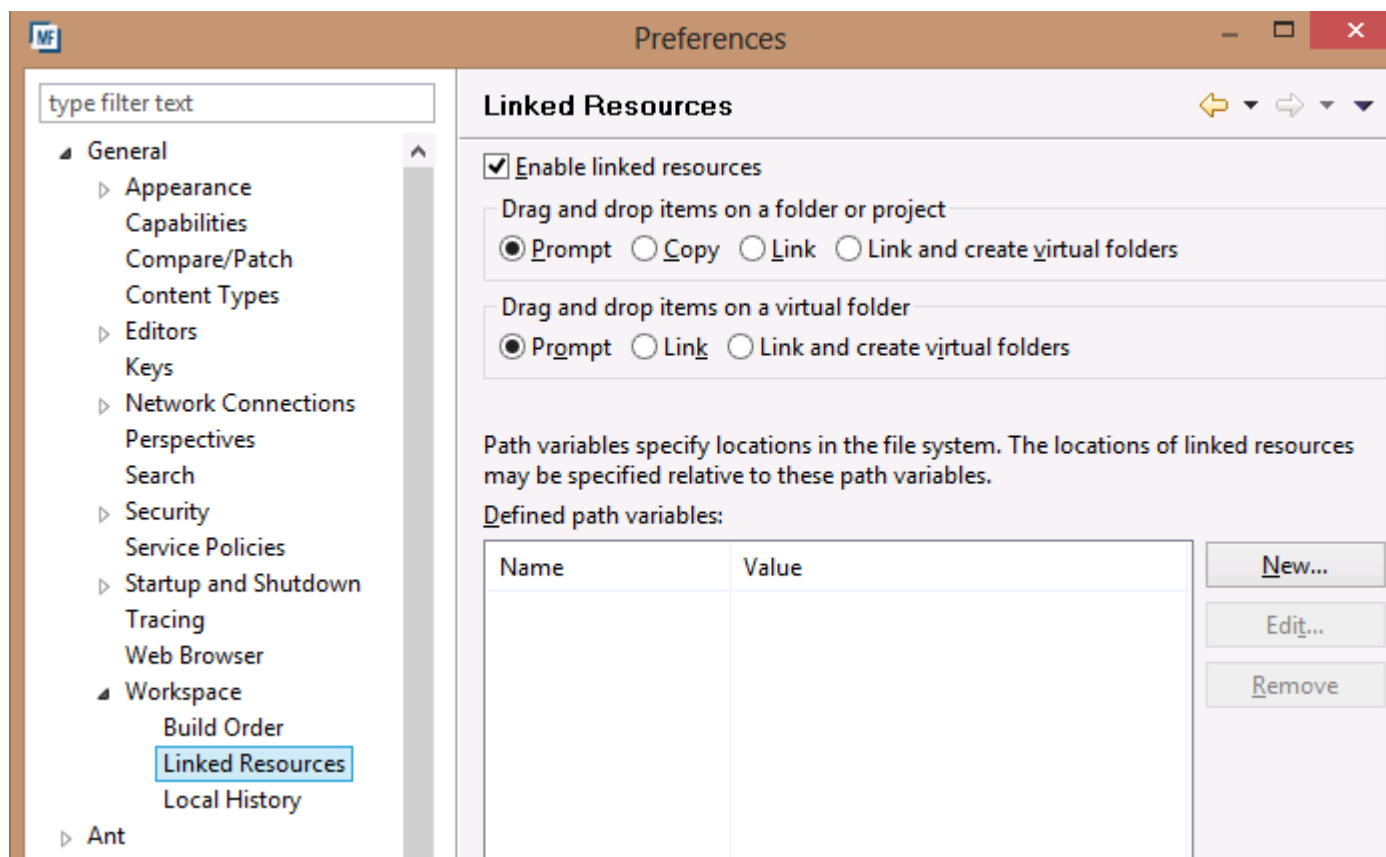 MF
Preferences
type filter text
General
Appearance
Capabilities
Compare/Patch
Content Types
Editors
Keys
Network Connections
Perspectives
Search
Security
Service Policies
Startup and Shutdown
Tracing
Web Browser
Workspace
Build Order
Linked Resources
Local History
Ant
Linked Resources
Enable linked resources
Drag and drop items on a folder or project
Prompt Copy Link Link and create virtual folders
Drag and drop items on a virtual folder
Prompt Link Link and create virtual folders
Path variables specify locations in the file system. The locations of linked resources
may be specified relative to these path variables.
Defined path variables:
Name Value
New...
Edit...
Remove